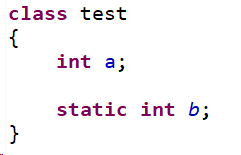 class test
{
int a;
static int b;
}